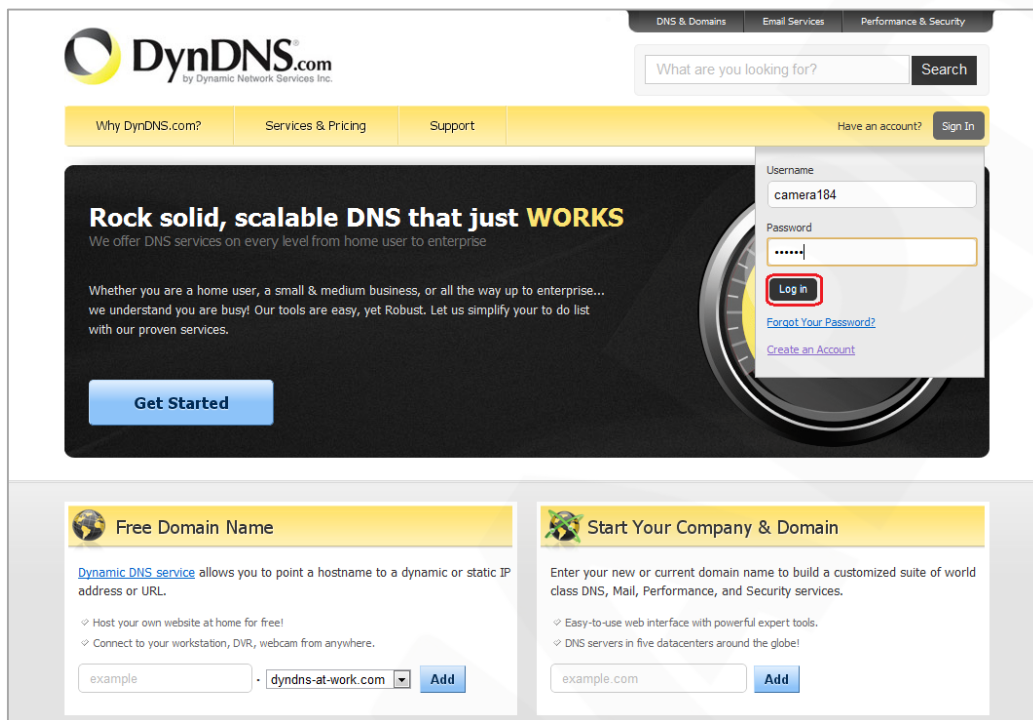 DNS & Domains Email Services Performance & Security
DynDNS.com
by Dynamic Network Services Inc.
What are you looking for? Search
Why DynDNS.com? Services & Pricing Support Have an account? Sign In
Username
camera184
Password
••••••
Log in
Forgot Your Password?
Create an Account
Rock solid, scalable DNS that just WORKS
We offer DNS services on every level from home user to enterprise
Whether you are a home user, a small & medium business, or all the way up to enterprise...
we understand you are busy! Our tools are easy, yet Robust. Let us simplify your to do list
with our proven services.
Get Started
Free Domain Name
Dynamic DNS service allows you to point a hostname to a dynamic or static IP
address or URL.
Host your own website at home for free!
Connect to your workstation, DVR, webcam from anywhere.
example . dyndns-at-work.com Add
Start Your Company & Domain
Enter your new or current domain name to build a customized suite of world
class DNS, Mail, Performance, and Security services.
Easy-to-use web interface with powerful expert tools.
DNS servers in five datacenters around the globe!
example.com Add